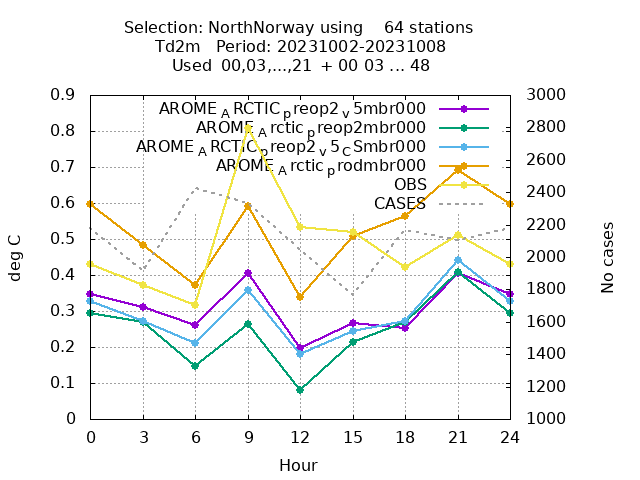 Selection: NorthNorway using    64 stations
Td2m   Period: 20231002-20231008
Used  00,03,...,21  + 00 03 ... 48
AROME_ARCTIC_preop2_v5mbr000
AROME_Arctic_preop2mbr000
AROME_ARCTIC_preop2_v5_CSmbr000
AROME_Arctic_prodmbr000
OBS
CASES
deg C
0.9
0.8
0.7
0.6
0.5
0.4
0.3
0.2
0.1
0
3000
2800
2600
2400
2200
2000
1800
1600
1400
1200
1000
No cases
0 3 6 9 12 15 18 21 24
Hour